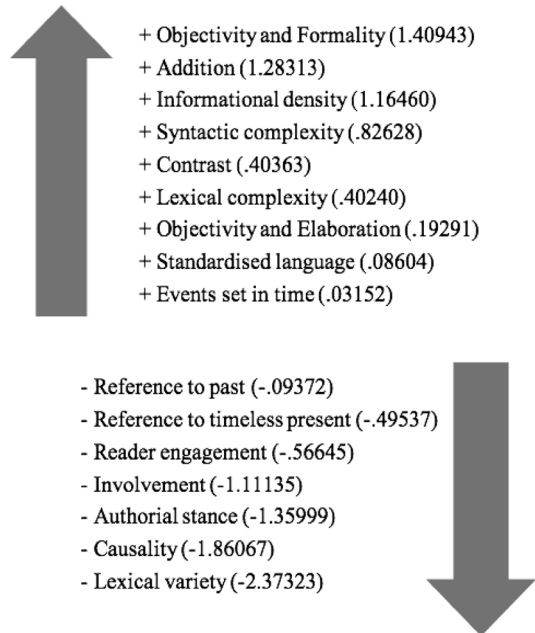 + Objectivity and Formality (1.40943)
+ Addition (1.28313)
+ Informational density (1.16460)
+ Syntactic complexity (.82628)
+ Contrast (.40363)
+ Lexical complexity (.40240)
+ Objectivity and Elaboration (.19291)
+ Standardised language (.08604)
+ Events set in time (.03152)
- Reference to past (-.09372)
- Reference to timeless present (-.49537)
- Reader engagement (-.56645)
- Involvement (-1.11135)
- Authorial stance (-1.35999)
- Causality (-1.86067)
- Lexical variety (-2.37323)